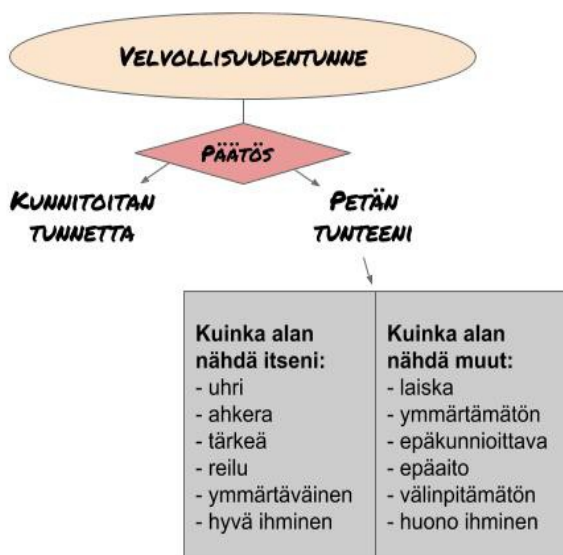 VELVOLLISUUDENTUNNE
PÄÄTÖS
KUNNITOITAN
TUNNETTA
PETÄN
TUNTEENI
Kuinka alan
nähdä itseni:
- uhri
- ahkera
- tärkeä
- reilu
- ymmärtäväinen
- hyvä ihminen
Kuinka alan
nähdä muut:
- laiska
- ymmärtämätön
- epäkunnioittava
- epäaito
- välinpitämätön
- huono ihminen